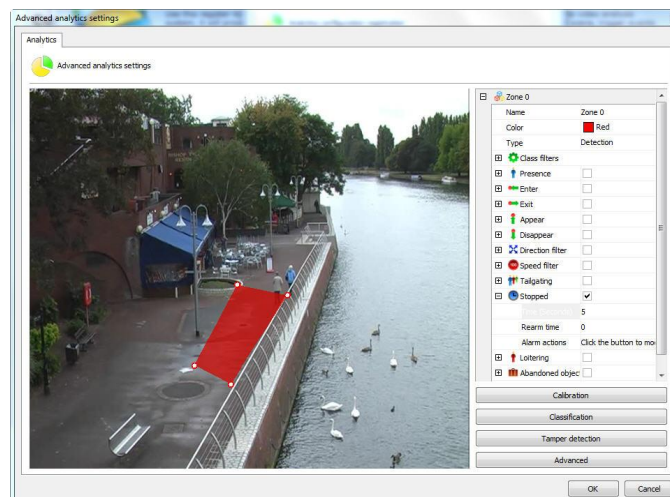 Advanced analytics settings
Analytics
Advanced analytics settings
Zone 0
Name Zone 0
Color Red
Type Detection
Class filters
Presence
Enter
Exit
Appear
Disappear
Direction filter
Speed filter
Tailgating
Stopped
5
Rearm time 0
Alarm actions Click the button to mo
Loitering
Abandoned objec
Calibration
Classification
Tamper detection
Advanced
OK Cancel